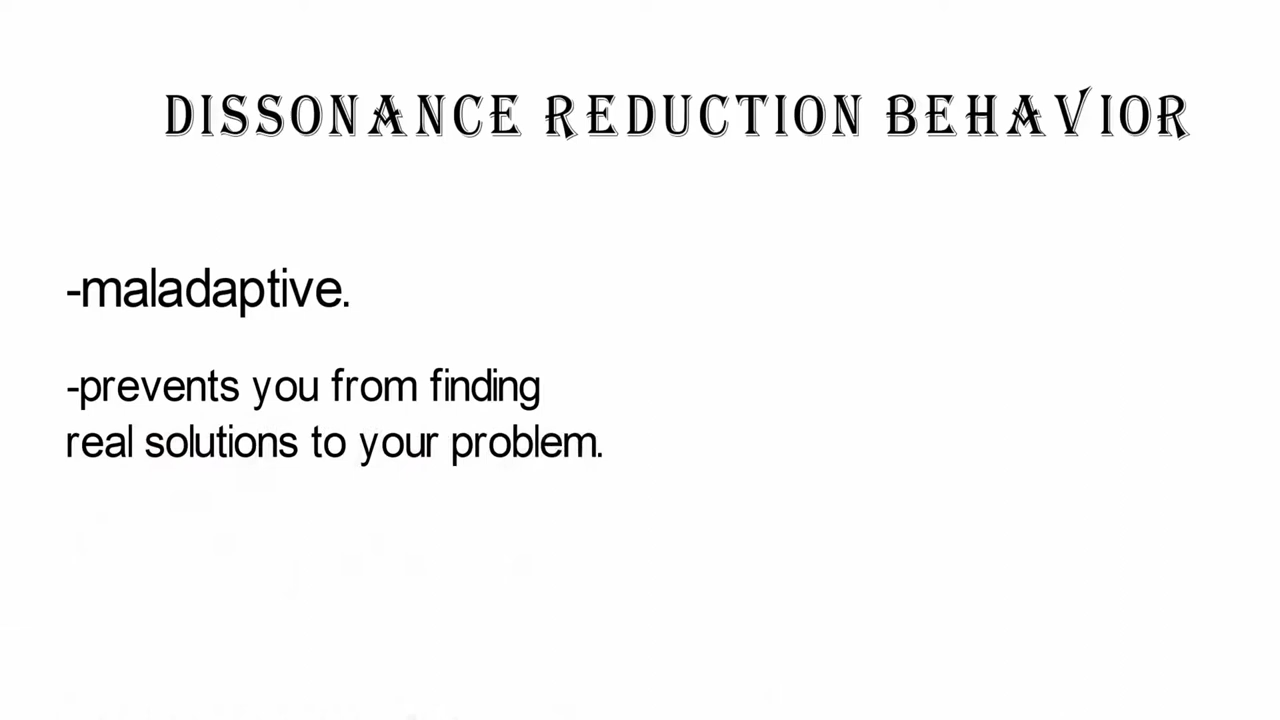 DISSONANCE REDUCTION BEHAVIOR
-maladaptive.
-prevents you from finding
real solutions to your problem.